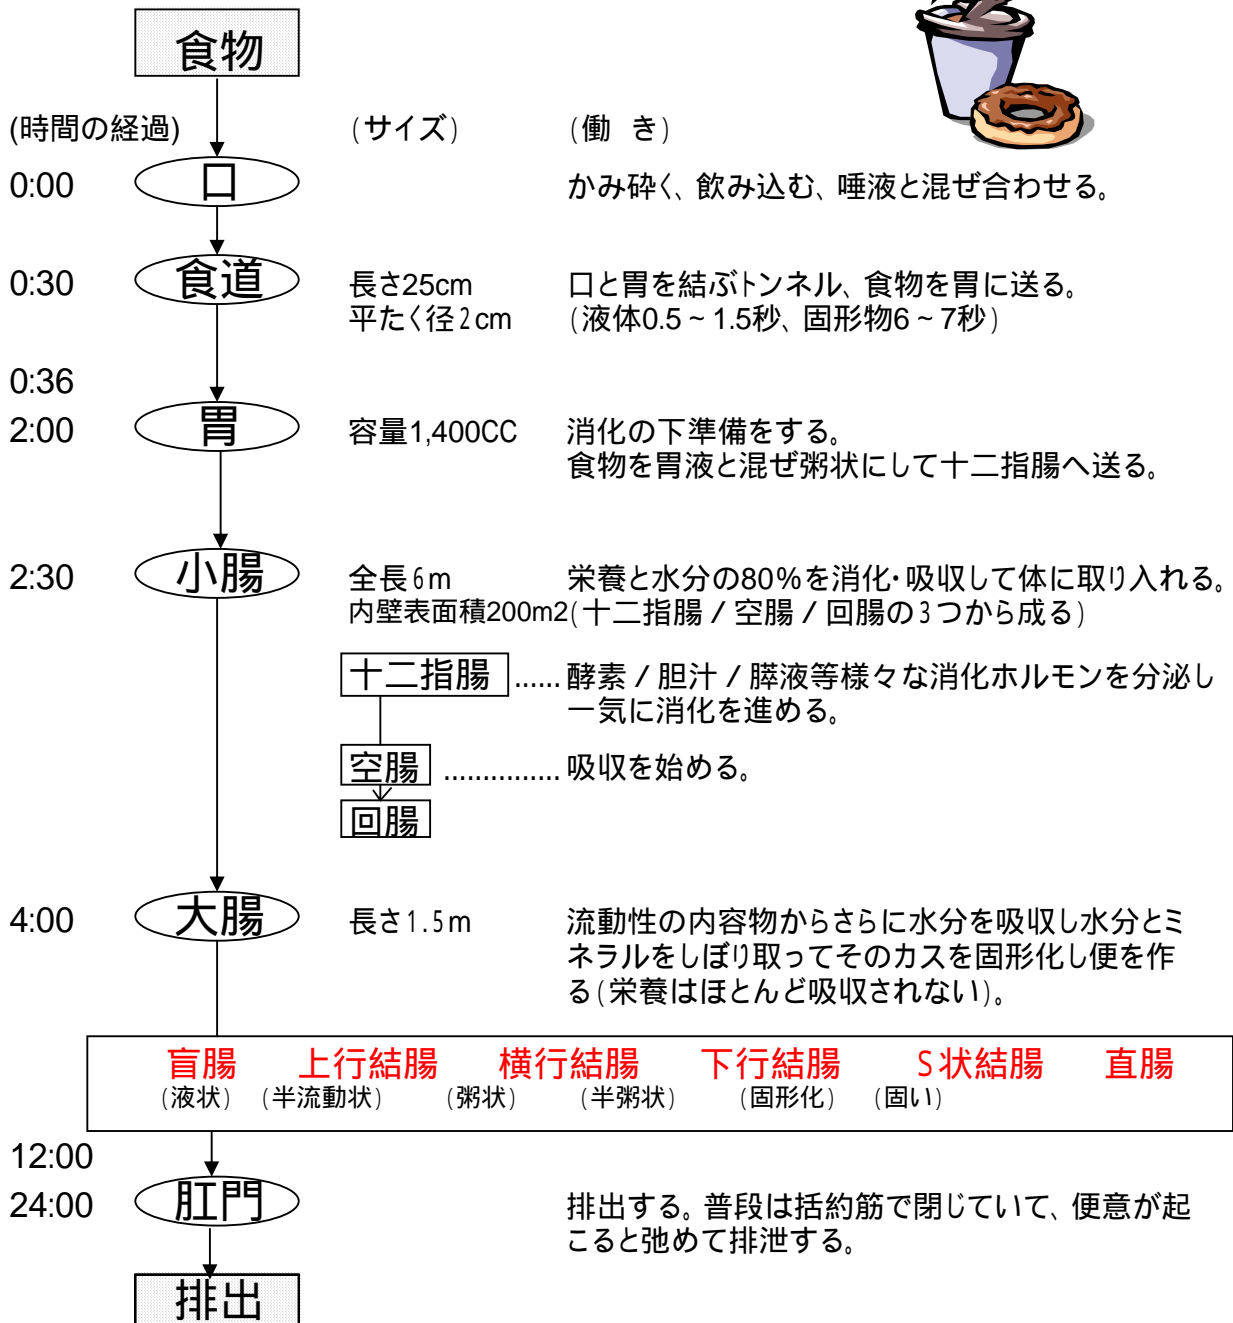 食物
(時間の経過) (サイズ) (働 き)
0:00 口 かみ砕く、飲み込む、唾液と混ぜ合わせる。
0:30 食道 長さ25cm 口と胃を結ぶトンネル、食物を胃に送る。
平たく径2cm (液体0.5~1.5秒、固形物6~7秒)
0:36
2:00 胃 容量1,400CC 消化の下準備をする。
食物を胃液と混ぜ粥状にして十二指腸へ送る。
2:30 小腸 全長6m 栄養と水分の80%を消化・吸収して体に取り入れる。
内壁表面積200m2(十二指腸/空腸/回腸の3つから成る)
十二指腸 ......酵素/胆汁/膵液等様々な消化ホルモンを分泌し
一気に消化を進める。
空腸 ...............吸収を始める。
回腸
4:00 大腸 長さ1.5m 流動性の内容物からさらに水分を吸収し水分とミ
ネラルをしぼり取ってそのカスを固形化し便を作
る(栄養はほとんど吸収されない)。
盲腸 上行結腸 横行結腸 下行結腸 S状結腸 直腸
(液状) (半流動状) (粥状) (半粥状) (固形化) (固い)
12:00
24:00 肛門 排出する。普段は括約筋で閉じていて、便意が起
こると弛めて排泄する。
排出